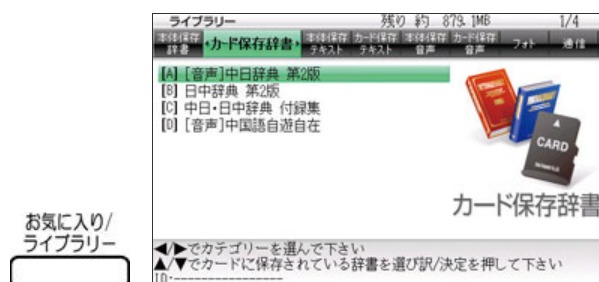 ライブラリー 残り 約 879.1MB 1/4
本体保存辞書 カード保存辞書 本体保存テキスト カード保存テキスト 本体保存音声 カード保存音声 フォト 通信
[A] [音声]中日辞典 第2版
[B] 日中辞典 第2版
[C] 中日・日中辞典 付録集
[D] [音声]中国語自遊自在
CARD
カード保存辞書
お気に入り/
ライブラリー
◀/▶でカテゴリーを選んで下さい
▲/▼でカードに保存されている辞書を選び訳/決定を押して下さい
ID:----------------